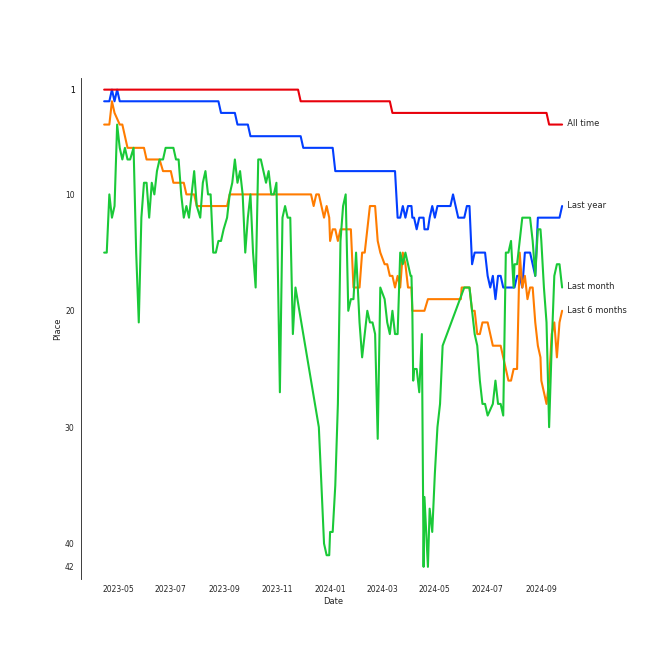 1
10
20
30
40
42
Place
2023-05
2023-07
2023-09
2023-11
2024-01
2024-03
2024-05
2024-07
2024-09
Date
All time
Last year
Last month
Last 6 months